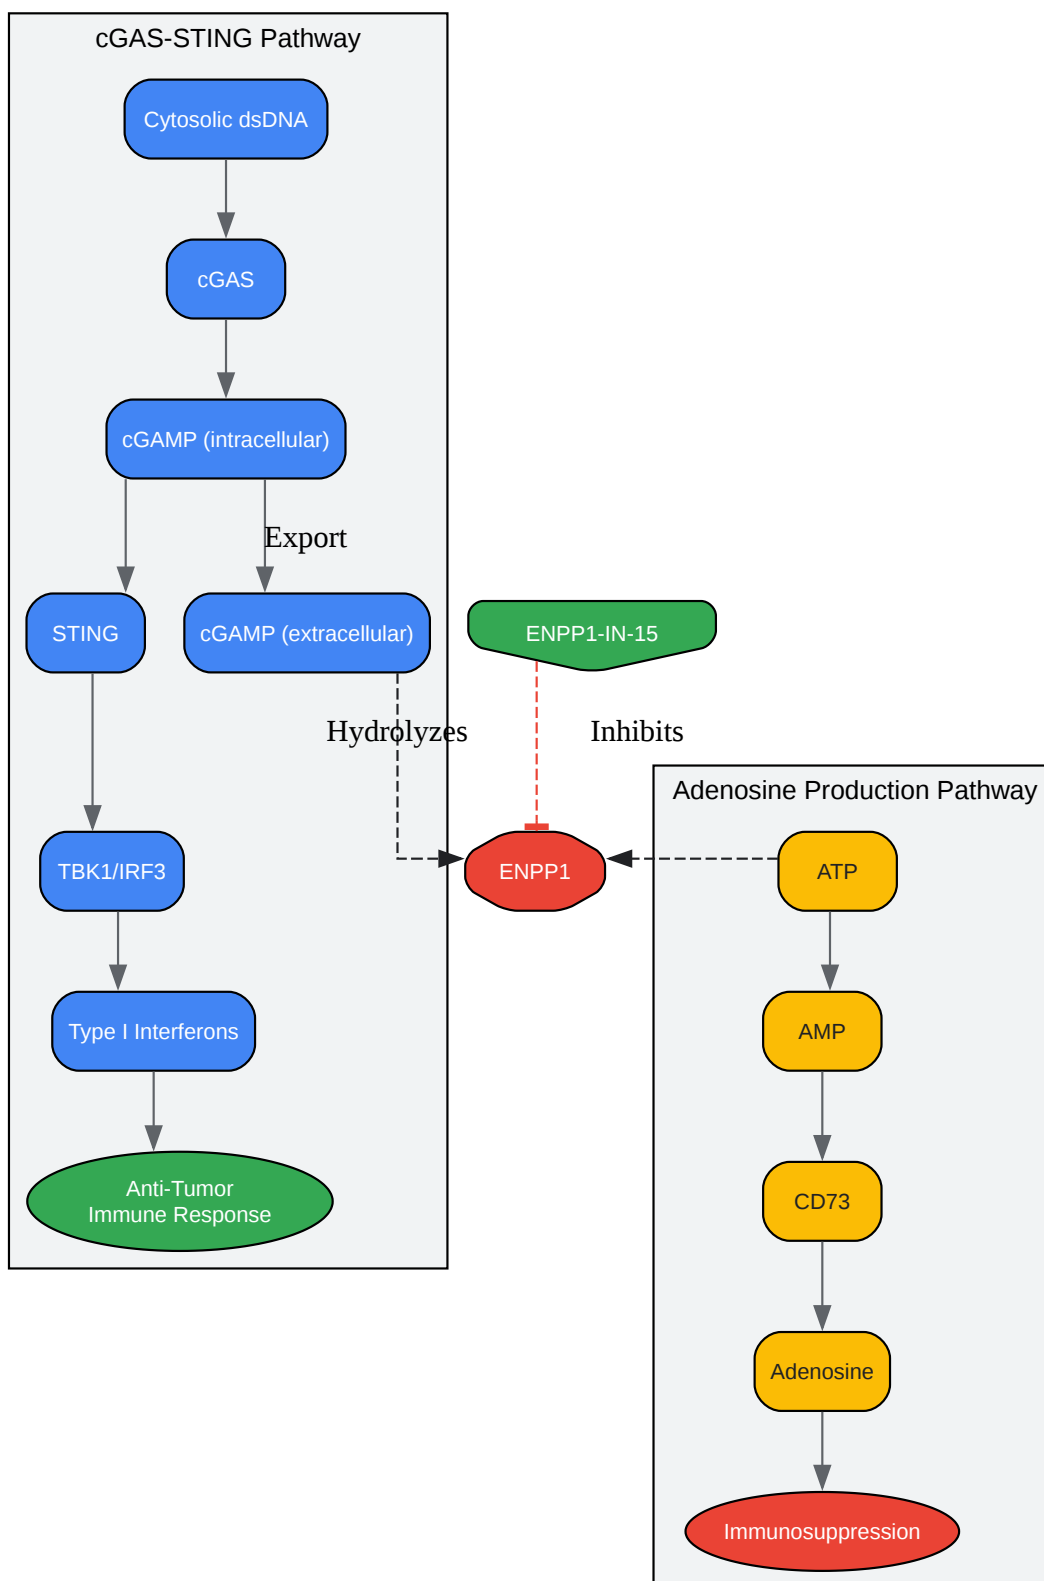 cGAS-STING Pathway
Cytosolic dsDNA
cGAS
cGAMP (intracellular)
Export
STING
cGAMP (extracellular)
ENPP1-IN-15
Hydrolyzes
Inhibits
Adenosine Production Pathway
TBK1/IRF3
ENPP1
ATP
Type I Interferons
AMP
Anti-Tumor
Immune Response
CD73
Adenosine
Immunosuppression